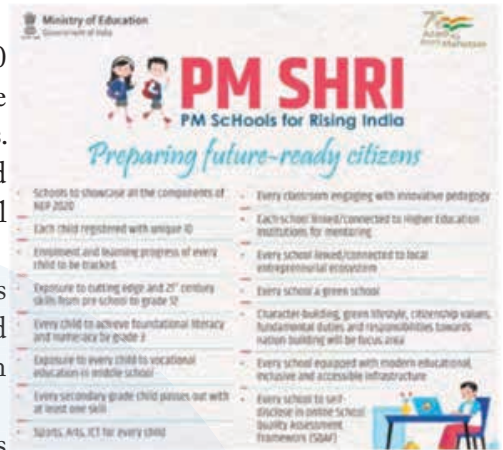 Ministry of Education
Government of India
Azadi
Amrit Mahotsav
PM SHRI
PM ScHools for Rising India
Preparing future-ready citizens
Schools to showcase all the components of
NEP 2020
Each child registered with unique ID
Enrolment and learning progress of every
child to be tracked
Exposure to cutting edge and 21st century
skills from pre school to grade 12
Every child to achieve foundational literacy
and numeracy by grade 3
Exposure to every child to vocational
education in middle school
Every secondary grade child passes out with
at least one skill
Sports, Arts, ICT for every child
Every classroom engaging with innovative pedagogy
Each school linked/connected to Higher Education
Institutions for mentoring
Every school linked/connected to local
entrepreneurial ecosystem
Every school a green school
Character-building, green lifestyle, citizenship values,
fundamental duties, and responsibilities towards
nation building will be focus area
Every school equipped with modern educational,
inclusive and accessible infrastructure
Every school to self-
disclose in online School
Quality Assessment
Framework (SQAF)